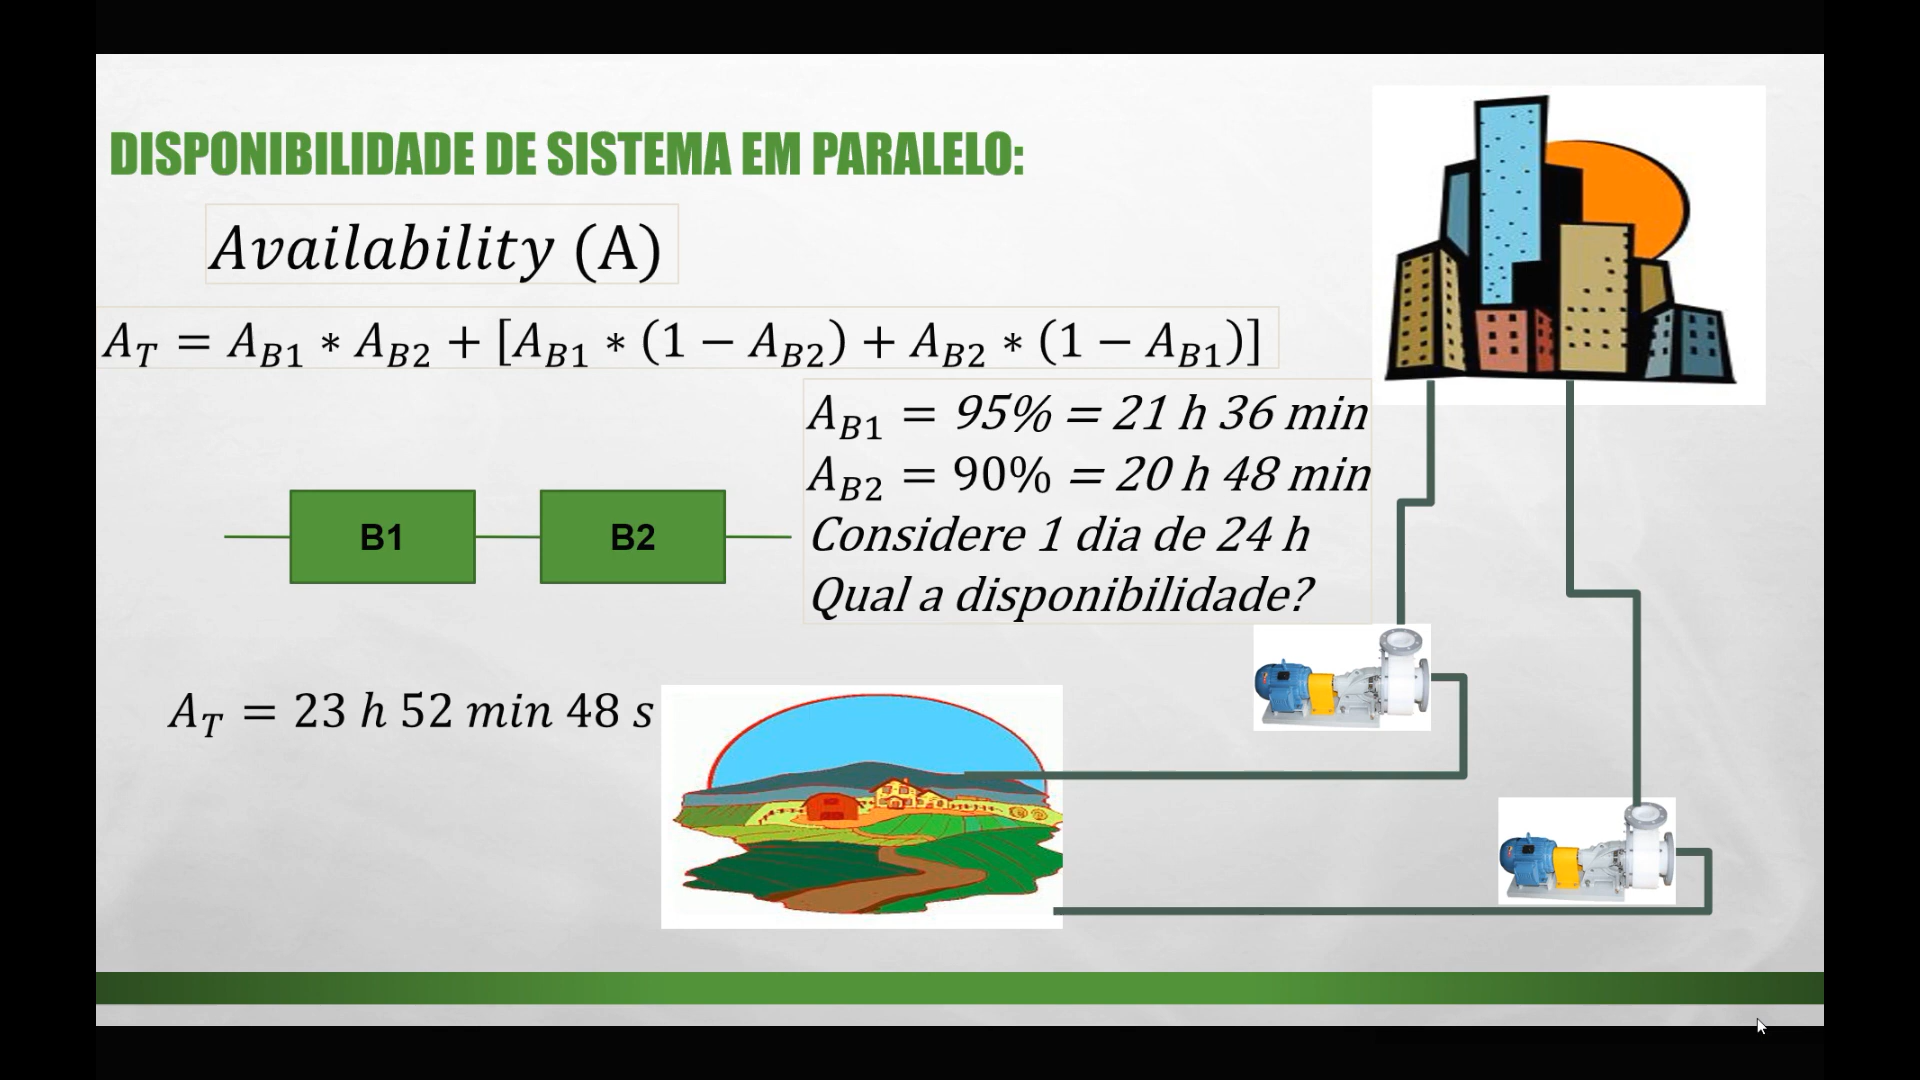 DISPONIBILIDADE DE SISTEMA EM PARALELO:
Availability (A)
A_T = A_B1 * A_B2 + [A_B1 * (1 − A_B2) + A_B2 * (1 − A_B1)]
A_B1 = 95% = 21 h 36 min
A_B2 = 90% = 20 h 48 min
Considere 1 dia de 24 h
Qual a disponibilidade?
B1
B2
A_T = 23 h 52 min 48 s